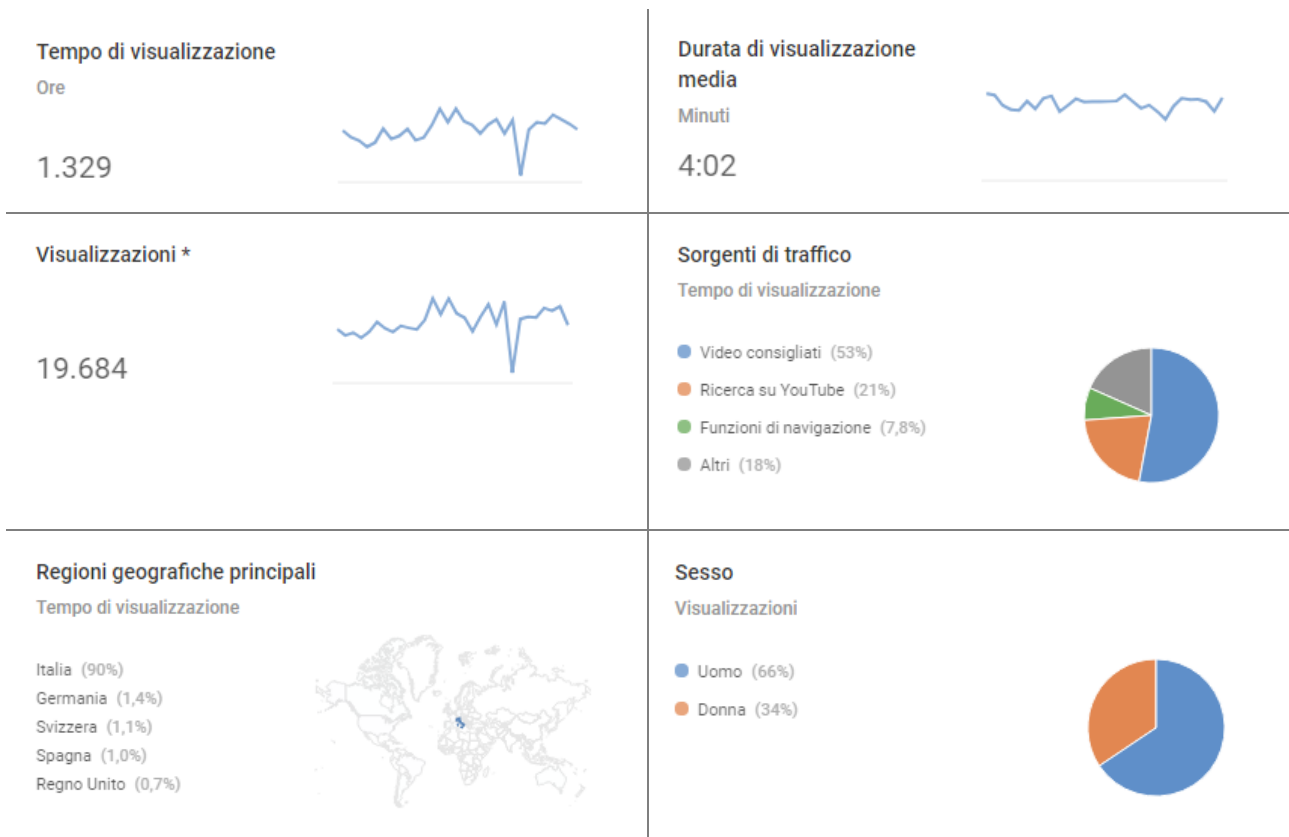 Tempo di visualizzazione
Ore
1.329
Durata di visualizzazione
media
Minuti
4:02
Visualizzazioni *
19.684
Sorgenti di traffico
Tempo di visualizzazione
Video consigliati (53%)
Ricerca su YouTube (21%)
Funzioni di navigazione (7,8%)
Altri (18%)
Regioni geografiche principali
Tempo di visualizzazione
Italia (90%)
Germania (1,4%)
Svizzera (1,1%)
Spagna (1,0%)
Regno Unito (0,7%)
Sesso
Visualizzazioni
Uomo (66%)
Donna (34%)